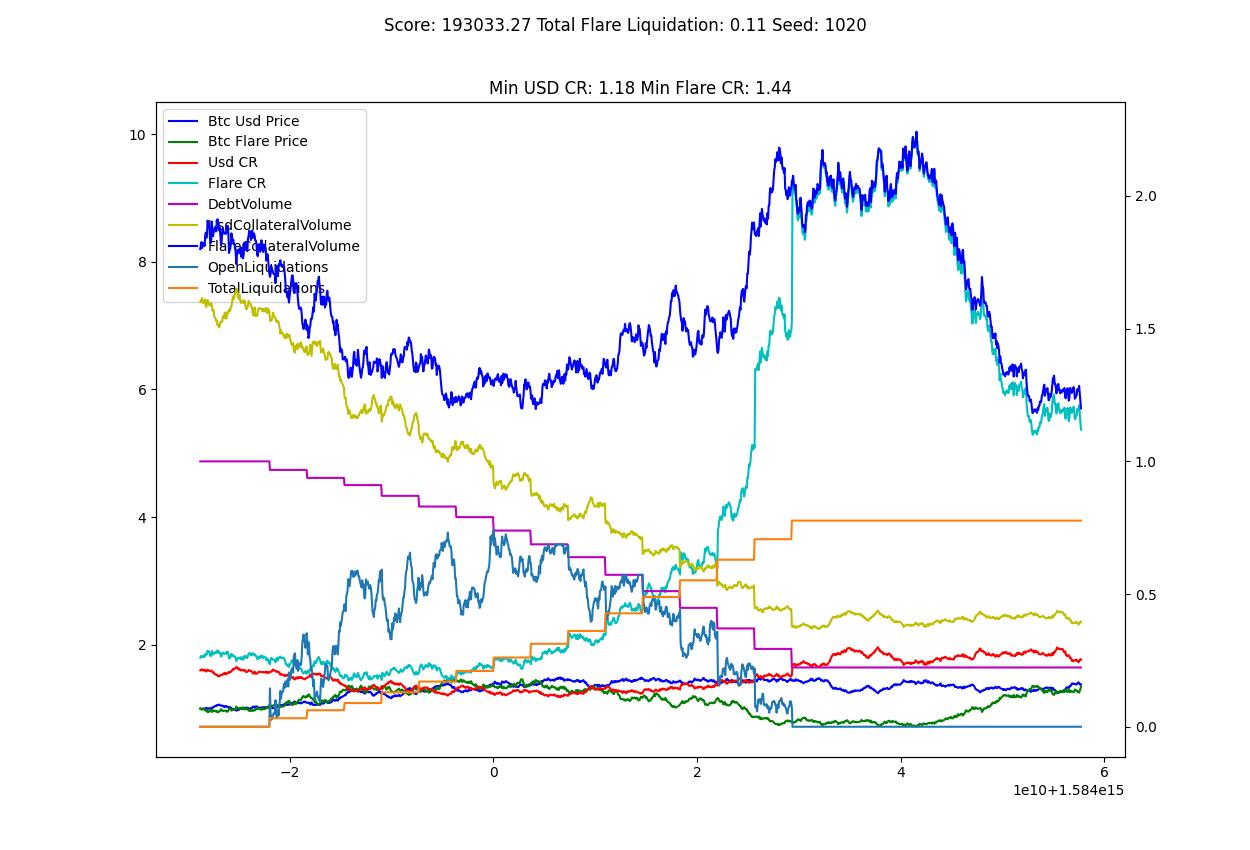 Score: 193033.27 Total Flare Liquidation: 0.11 Seed: 1020
Min USD CR: 1.18 Min Flare CR: 1.44
Btc Usd Price
Btc Flare Price
Usd CR
Flare CR
DebtVolume
UsdCollateralVolume
FlareCollateralVolume
OpenLiquidations
TotalLiquidations
10
8
6
4
2
2.0
1.5
1.0
0.5
0.0
−2 0 2 4 6
1e10+1.584e15